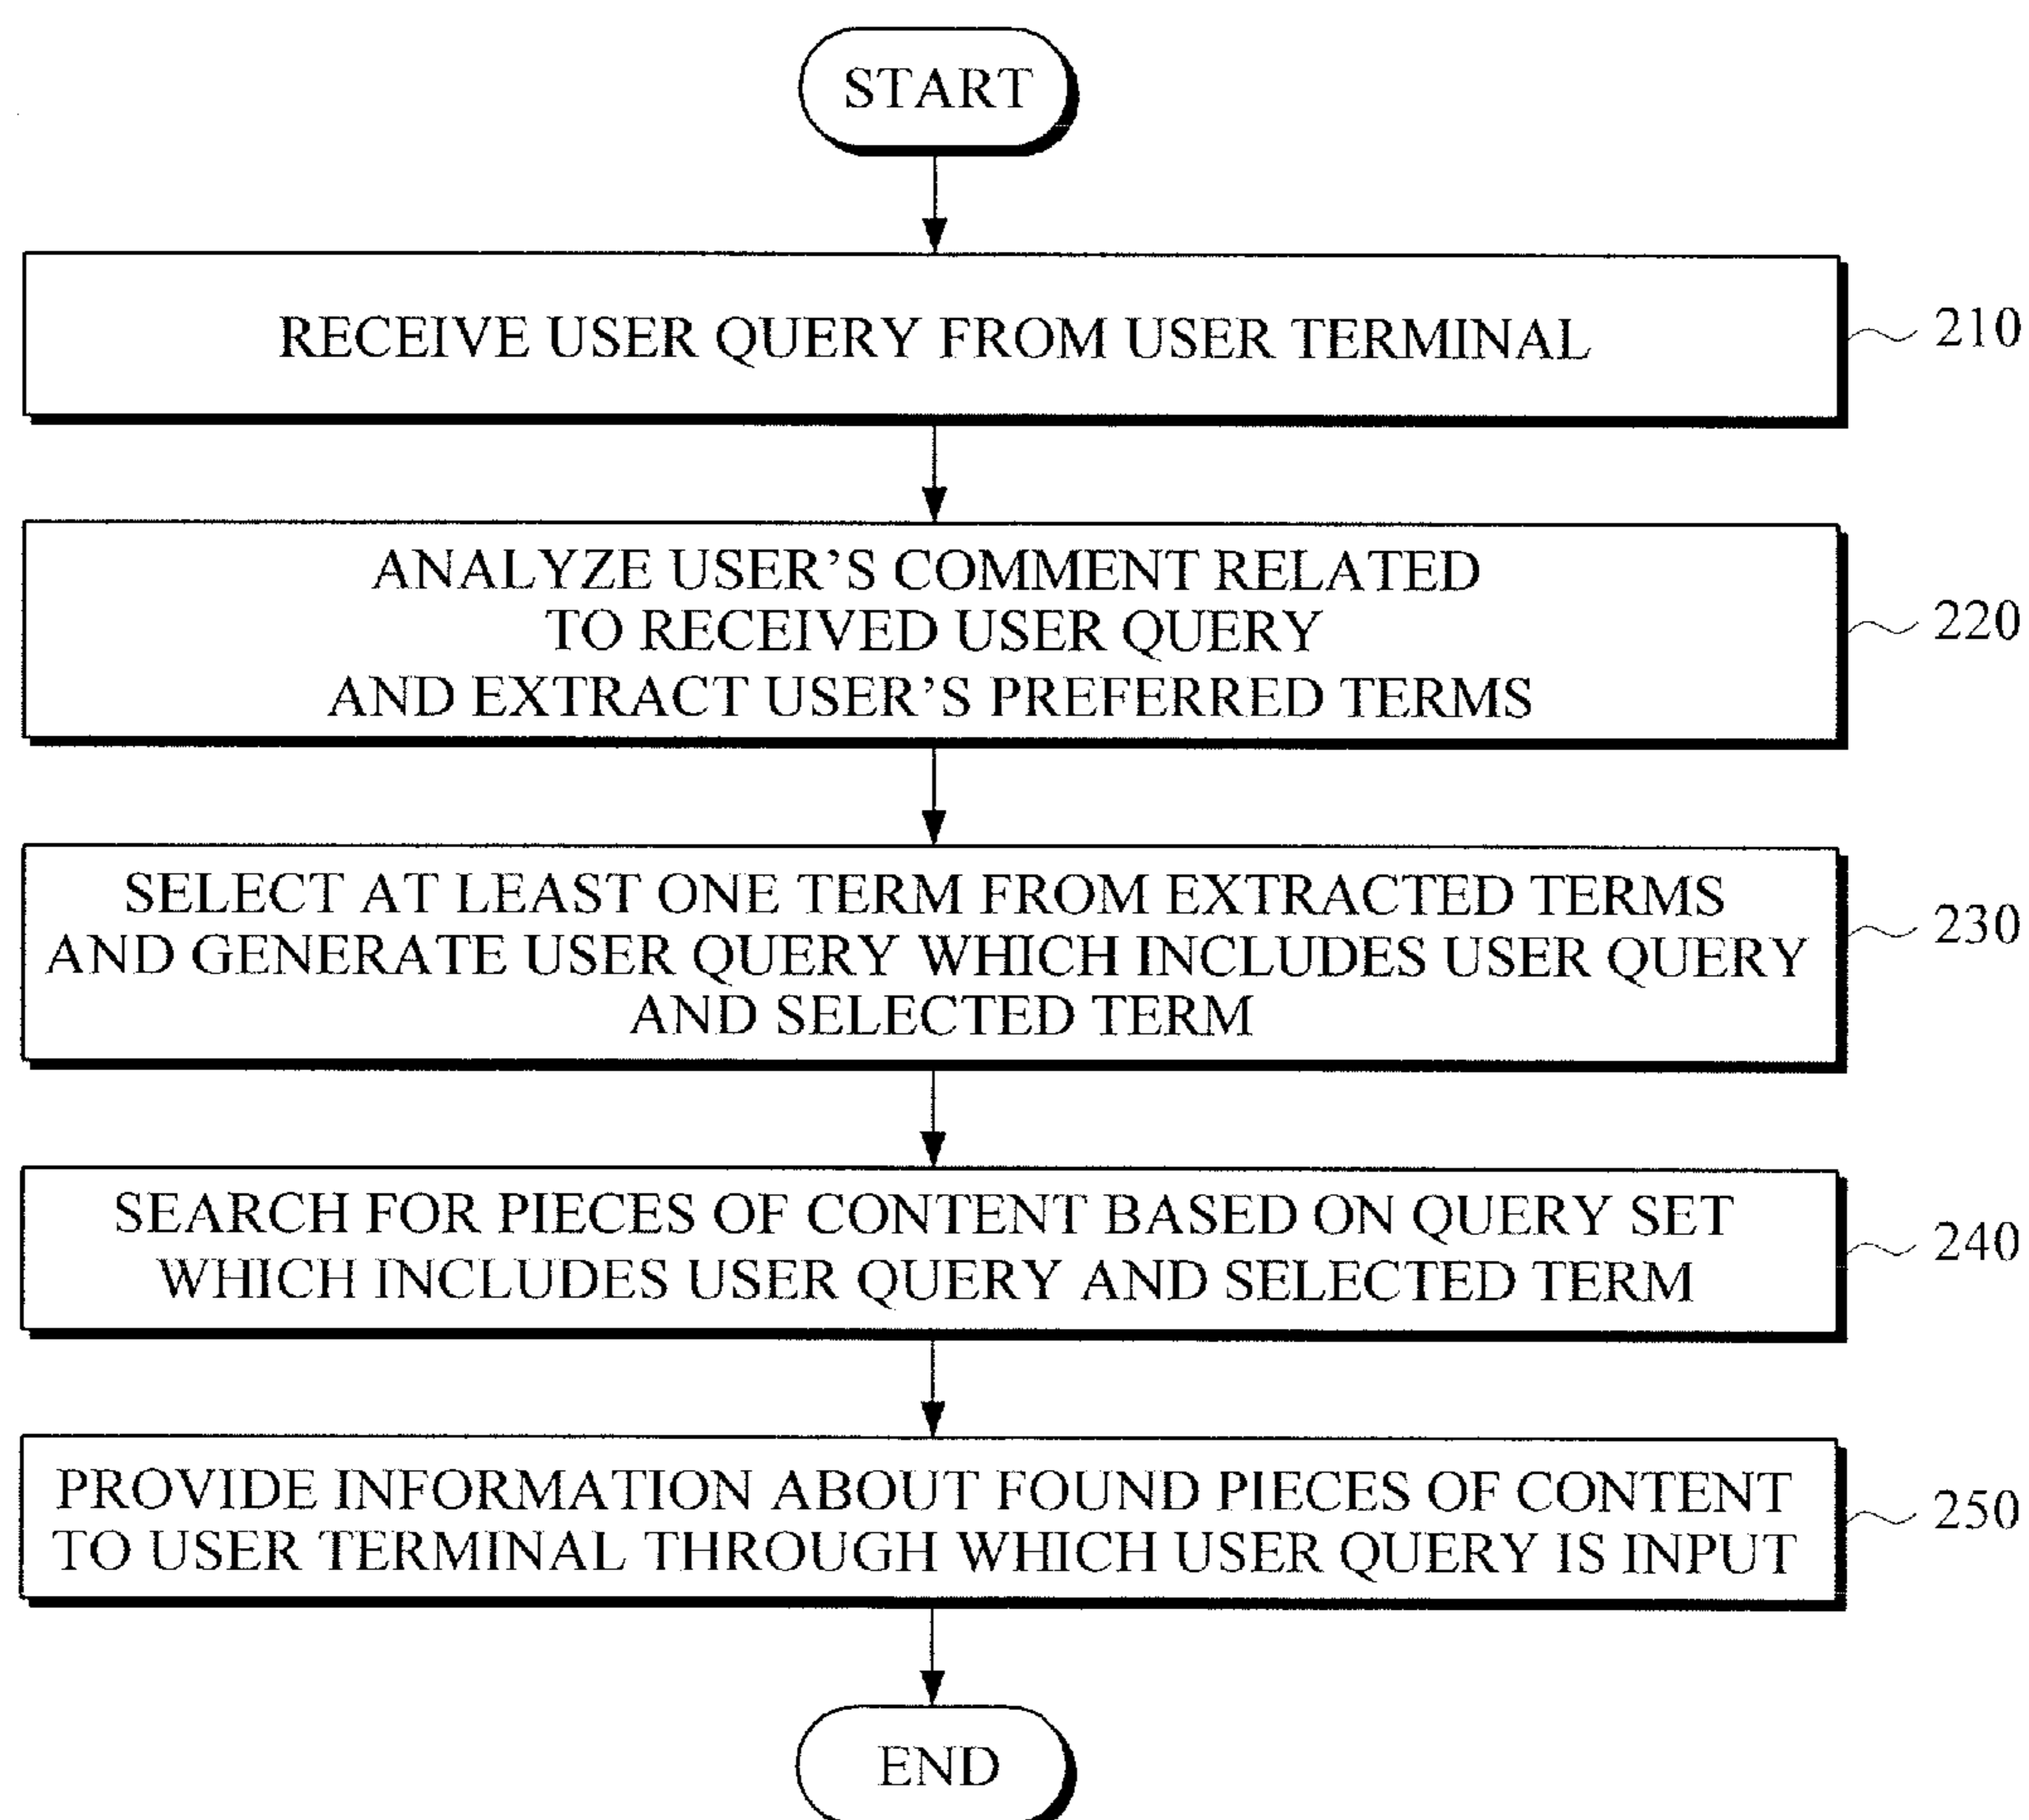 START
RECEIVE USER QUERY FROM USER TERMINAL
210
ANALYZE USER'S COMMENT RELATED
TO RECEIVED USER QUERY
AND EXTRACT USER'S PREFERRED TERMS
220
SELECT AT LEAST ONE TERM FROM EXTRACTED TERMS
AND GENERATE USER QUERY WHICH INCLUDES USER QUERY
AND SELECTED TERM
230
SEARCH FOR PIECES OF CONTENT BASED ON QUERY SET
WHICH INCLUDES USER QUERY AND SELECTED TERM
240
PROVIDE INFORMATION ABOUT FOUND PIECES OF CONTENT
TO USER TERMINAL THROUGH WHICH USER QUERY IS INPUT
250
END